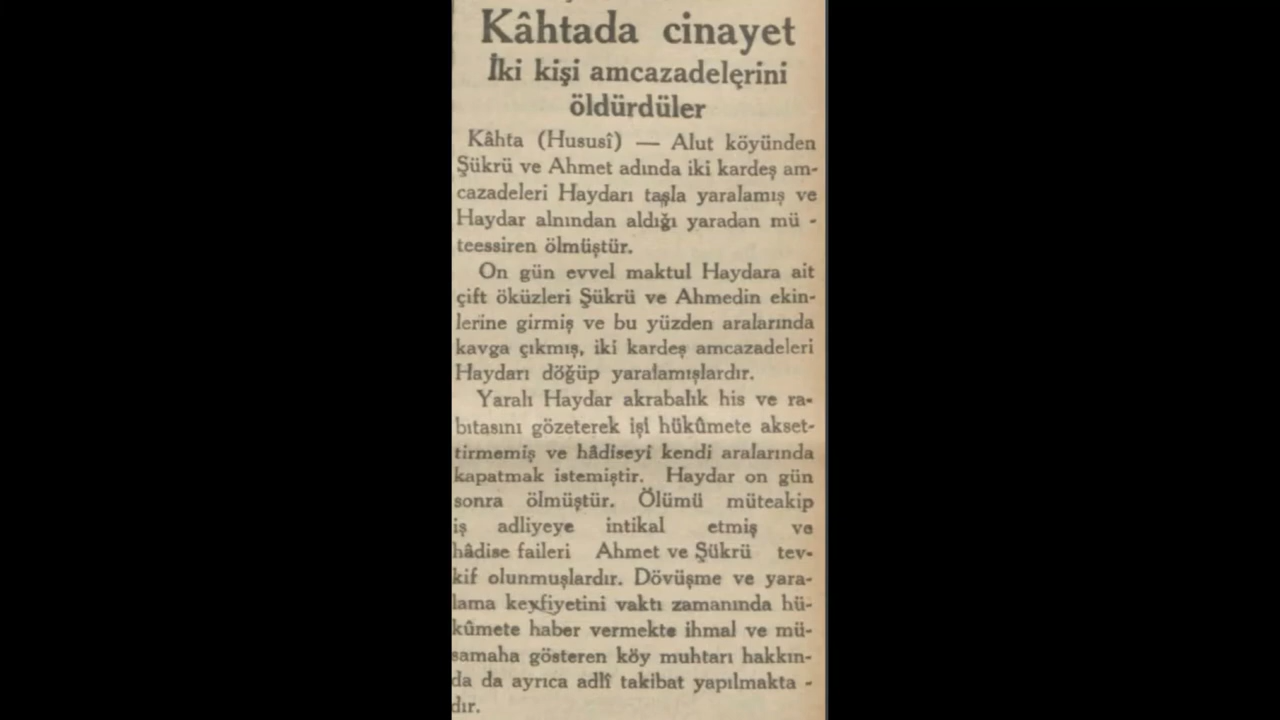 Kâhtada cinayet
İki kişi amcazadelerini
öldürdüler
Kâhta (Hususî) — Alut köyünden
Şükrü ve Ahmet adında iki kardeş am-
cazadeleri Haydarı taşla yaralamış ve
Haydar alnından aldığı yaradan mü -
teessiren ölmüştür.
On gün evvel maktul Haydara ait
çift öküzleri Şükrü ve Ahmedin ekin-
lerine girmiş ve bu yüzden aralarında
kavga çıkmış, iki kardeş amcazadeleri
Haydarı döğüp yaralamışlardır.
Yaralı Haydar akrabalık his ve ra-
bıtasını gözeterek işi hükûmete akset-
tirmemiş ve hâdiseyi kendi aralarında
kapatmak istemiştir. Haydar on gün
sonra ölmüştür. Ölümü müteakip
iş adliyeye intikal etmiş ve
hâdise faileri Ahmet ve Şükrü tev-
kif olunmuşlardır. Dövüşme ve yara-
lama keyfiyetini vaktı zamanında hü-
kûmete haber vermekte ihmal ve mü-
samaha gösteren köy muhtarı hakkın-
da da ayrıca adlî takibat yapılmakta -
dır.